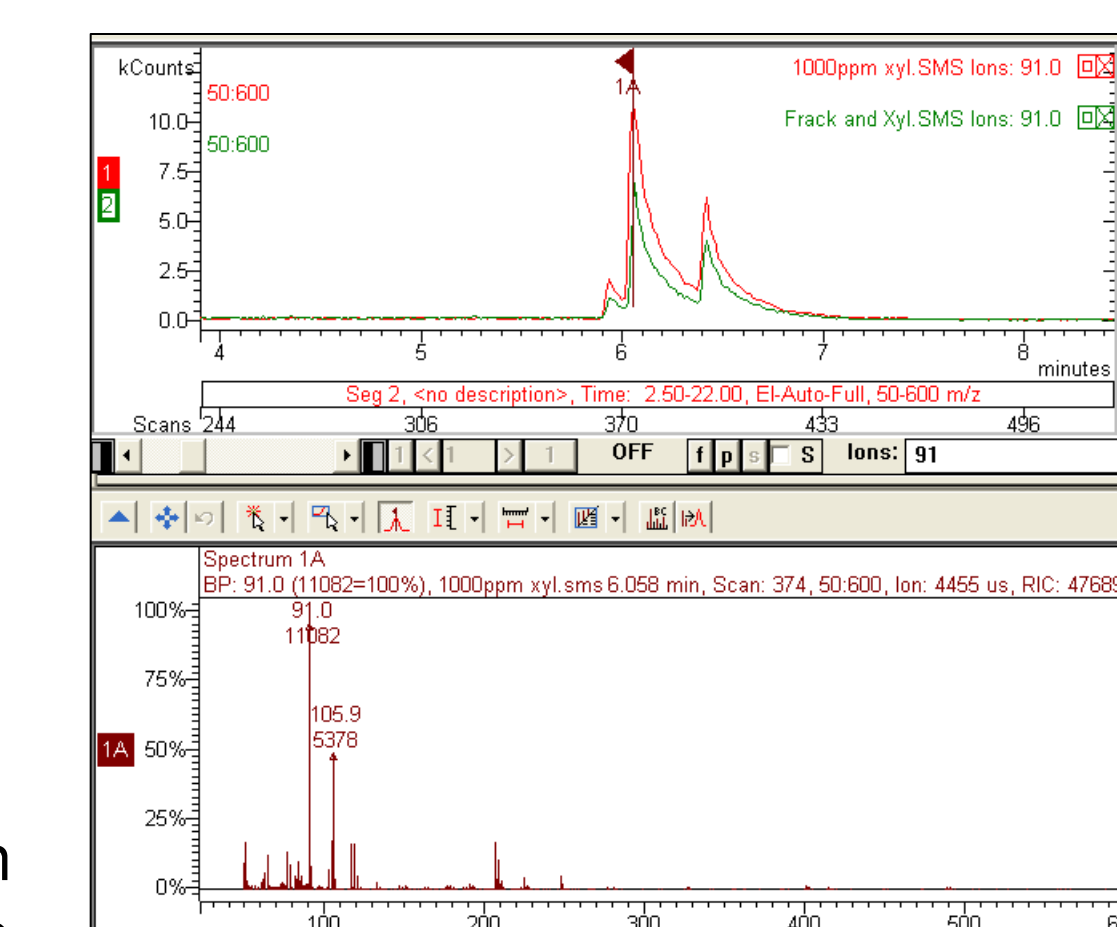 kCounts
1000ppm xyl.SMS Ions: 91.0
50:600
1A
10.0
Frack and Xyl.SMS Ions: 91.0
50:600
1
7.5
2
5.0
2.5
0.0
4 5 6 7 8
minutes
Seg 2, <no description>, Time: 2.50-22.00, EI-Auto-Full, 50-600 m/z
Scans 244 306 370 433 496
1 < 1 > 1 OFF f p s S Ions: 91
Spectrum 1A
BP: 91.0 (11082=100%), 1000ppm xyl.sms 6.058 min, Scan: 374, 50:600, Ion: 4455 us, RIC: 47689
100%
91.0
11082
75%
105.9
5378
1A
50%
25%
0%
100 200 300 400 500